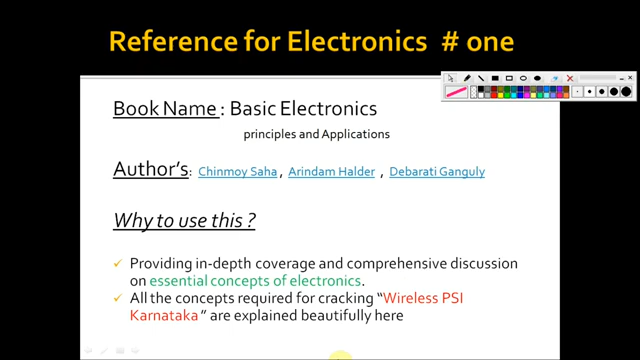 Reference for Electronics # one
Book Name : Basic Electronics
principles and Applications
Author's: Chinmoy Saha , Arindam Halder , Debarati Ganguly
Why to use this ?
✓ Providing in-depth coverage and comprehensive discussion
on essential concepts of electronics.
✓ All the concepts required for cracking “Wireless PSI
Karnataka” are explained beautifully here